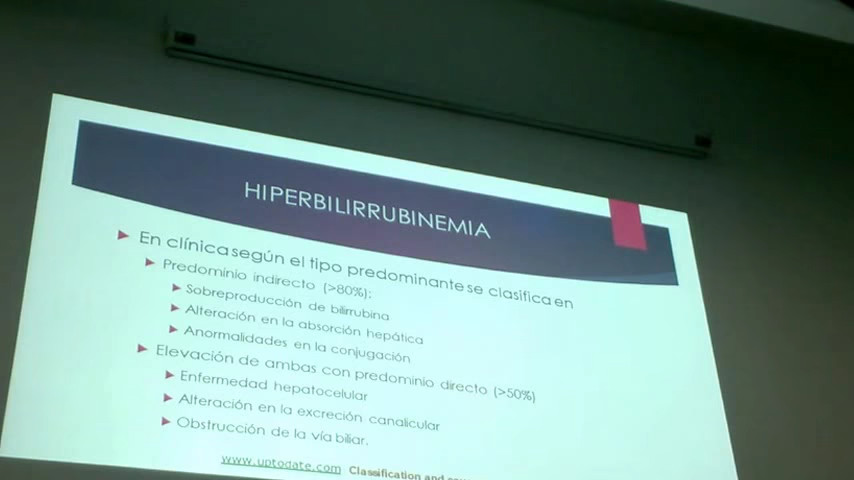 HIPERBILIRRUBINEMIA
En clínica según el tipo predominante se clasifica en
Predominio indirecto (>80%):
Sobreproducción de bilirrubina
Alteración en la absorción hepática
Anormalidades en la conjugación
Elevación de ambas con predominio directo (>50%)
Enfermedad hepatocelular
Alteración en la excreción canalicular
Obstrucción de la vía biliar.
www.uptodate.com Classification and